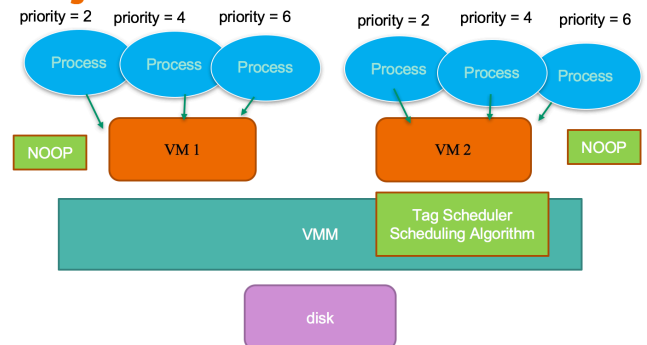 priority = 2
priority = 4
priority = 6
priority = 2
priority = 4
priority = 6
Process
Process
Process
Process
Process
Process
NOOP
VM 1
VM 2
NOOP
Tag Scheduler
Scheduling Algorithm
VMM
disk